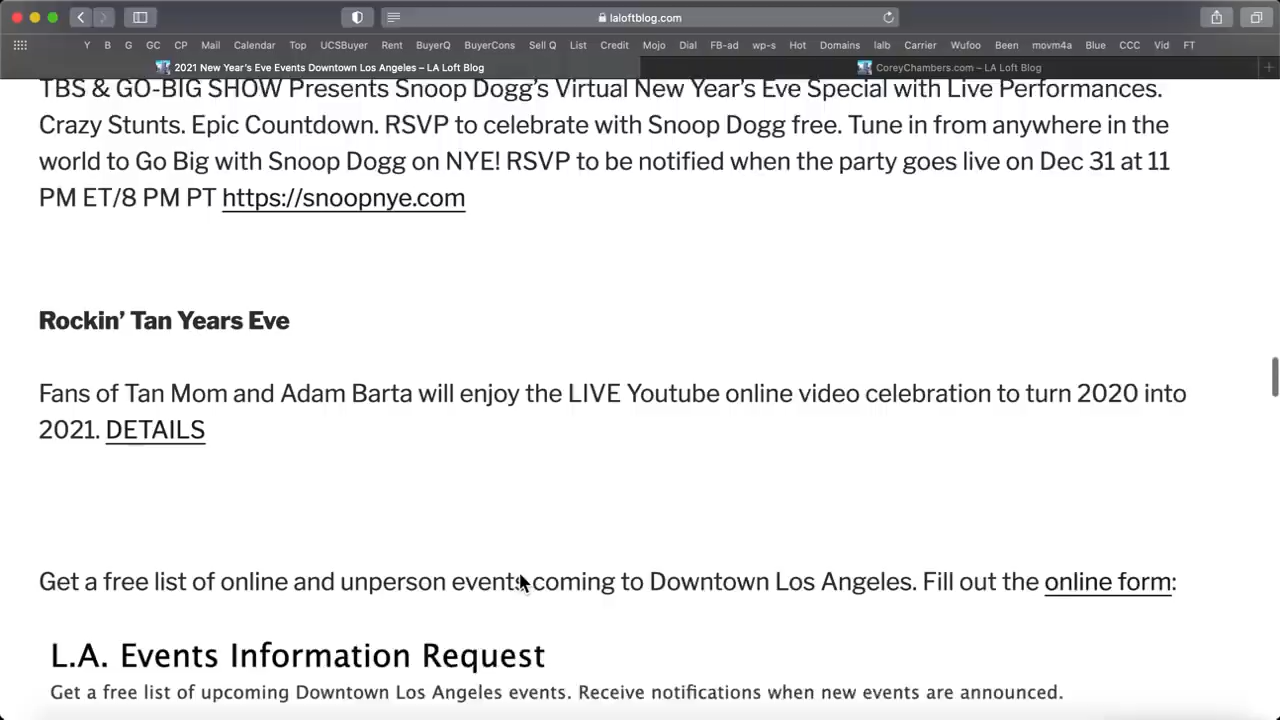 laloftblog.com
Y B G GC CP Mail Calendar Top UCSBuyer Rent BuyerQ BuyerCons Sell Q List Credit Mojo Dial FB-ad wp-s Hot Domains lalb Carrier Wufoo Been movm4a Blue CCC Vid FT
2021 New Year's Eve Events Downtown Los Angeles – LA Loft Blog CoreyChambers.com – LA Loft Blog
TBS & GO-BIG SHOW Presents Snoop Dogg's Virtual New Year's Eve Special with Live Performances.
Crazy Stunts. Epic Countdown. RSVP to celebrate with Snoop Dogg free. Tune in from anywhere in the
world to Go Big with Snoop Dogg on NYE! RSVP to be notified when the party goes live on Dec 31 at 11
PM ET/8 PM PT https://snoopnye.com
Rockin' Tan Years Eve
Fans of Tan Mom and Adam Barta will enjoy the LIVE Youtube online video celebration to turn 2020 into
2021. DETAILS
Get a free list of online and unperson events coming to Downtown Los Angeles. Fill out the online form:
L.A. Events Information Request
Get a free list of upcoming Downtown Los Angeles events. Receive notifications when new events are announced.